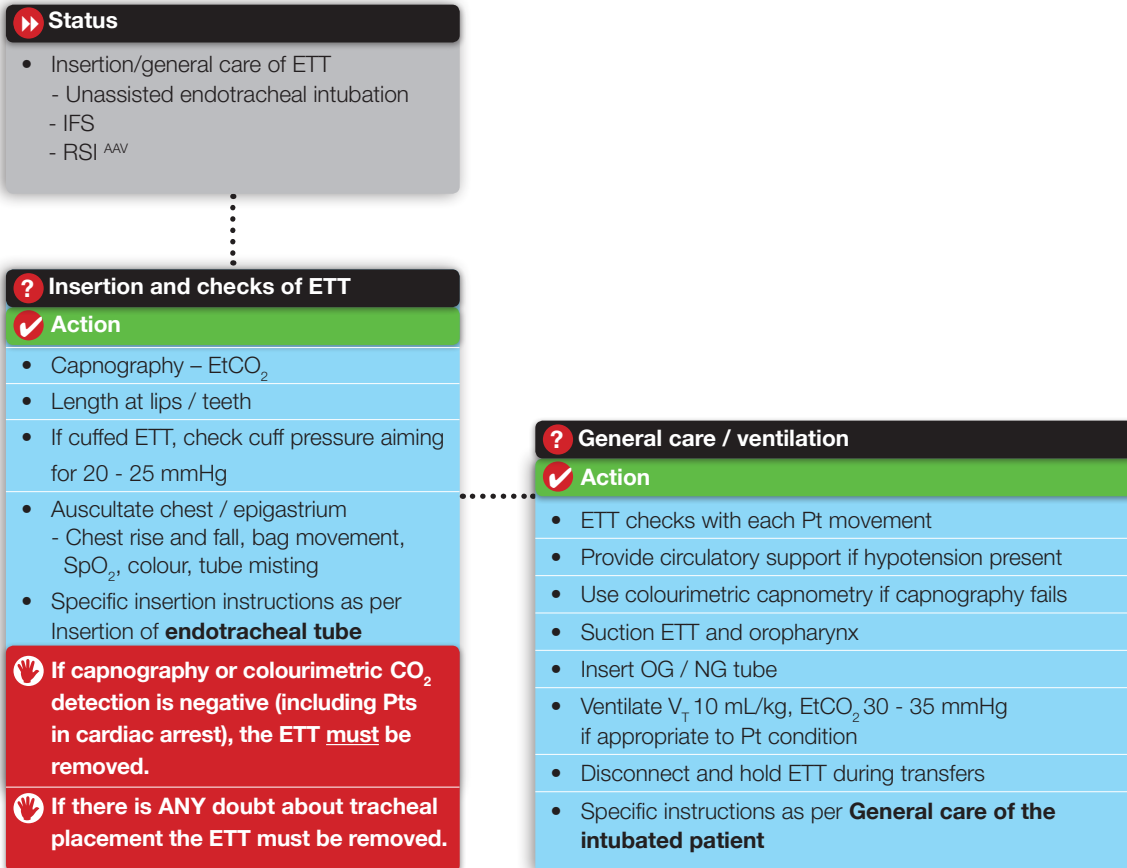 Status
• Insertion/general care of ETT
- Unassisted endotracheal intubation
- IFS
- RSI AAV
? Insertion and checks of ETT
Action
• Capnography – EtCO2
• Length at lips / teeth
• If cuffed ETT, check cuff pressure aiming
for 20 - 25 mmHg
• Auscultate chest / epigastrium
- Chest rise and fall, bag movement,
SpO2, colour, tube misting
• Specific insertion instructions as per
Insertion of endotracheal tube
If capnography or colourimetric CO2
detection is negative (including Pts
in cardiac arrest), the ETT must be
removed.
If there is ANY doubt about tracheal
placement the ETT must be removed.
? General care / ventilation
Action
• ETT checks with each Pt movement
• Provide circulatory support if hypotension present
• Use colourimetric capnometry if capnography fails
• Suction ETT and oropharynx
• Insert OG / NG tube
• Ventilate VT 10 mL/kg, EtCO2 30 - 35 mmHg
if appropriate to Pt condition
• Disconnect and hold ETT during transfers
• Specific instructions as per General care of the
intubated patient